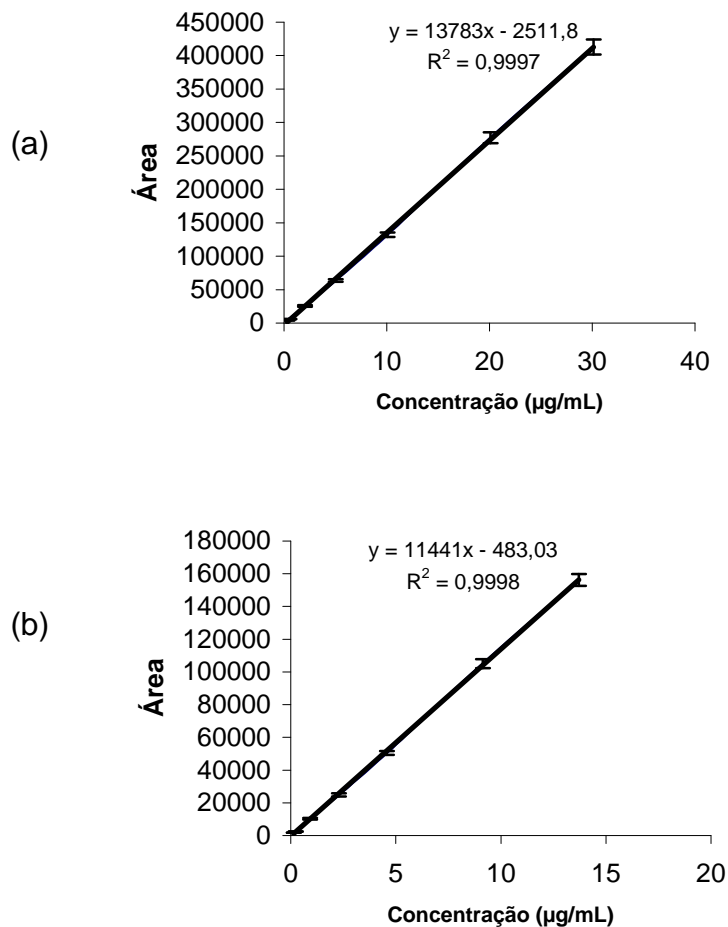 (a)
y = 13783x - 2511,8
R² = 0,9997
Área
450000
400000
350000
300000
250000
200000
150000
100000
50000
0
0 10 20 30 40
Concentração (µg/mL)
(b)
y = 11441x - 483,03
R² = 0,9998
Área
180000
160000
140000
120000
100000
80000
60000
40000
20000
0
0 5 10 15 20
Concentração (µg/mL)